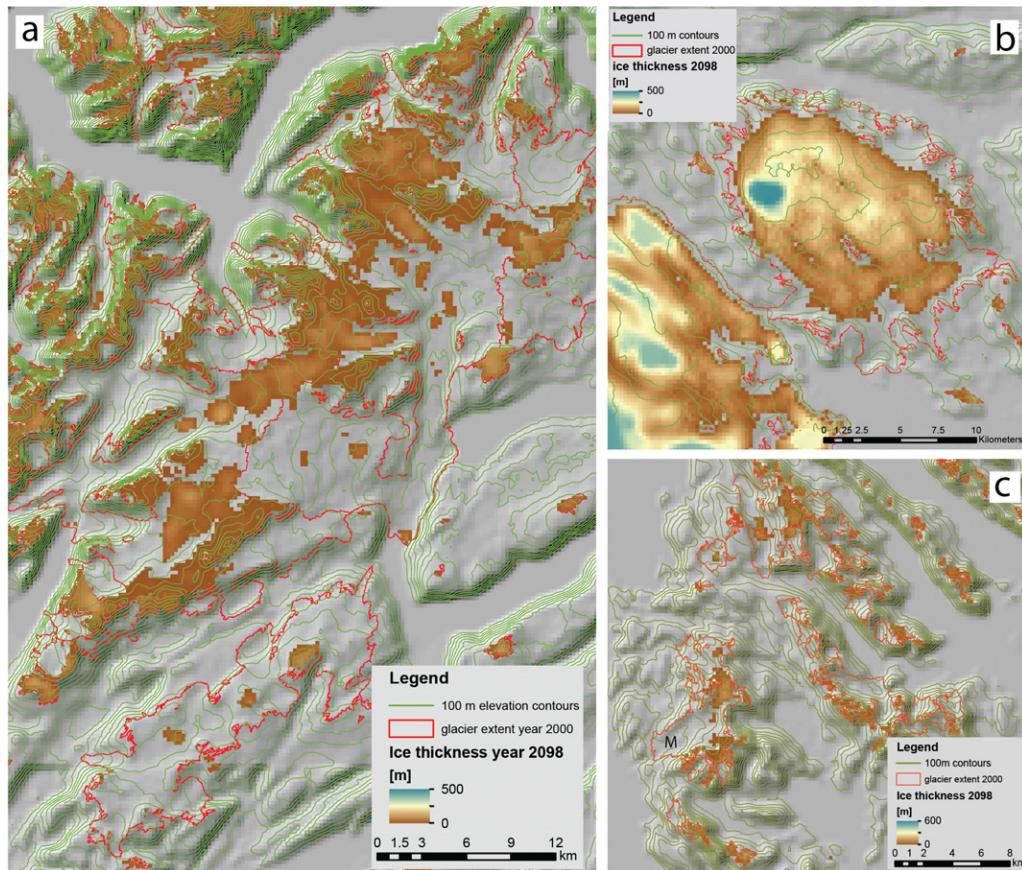 a
Legend
100 m elevation contours
glacier extent year 2000
Ice thickness year 2098
[m]
500
0
0 1.5 3 6 9 12
km
b
Legend
100 m contours
glacier extent 2000
Ice thickness 2098
[m]
500
0
0 1.25 2.5 5 7.5 10
Kilometers
c
M
Legend
100m contours
glacier extent 2000
Ice thickness 2098
[m]
600
0
0 1 2 4 6 8
km